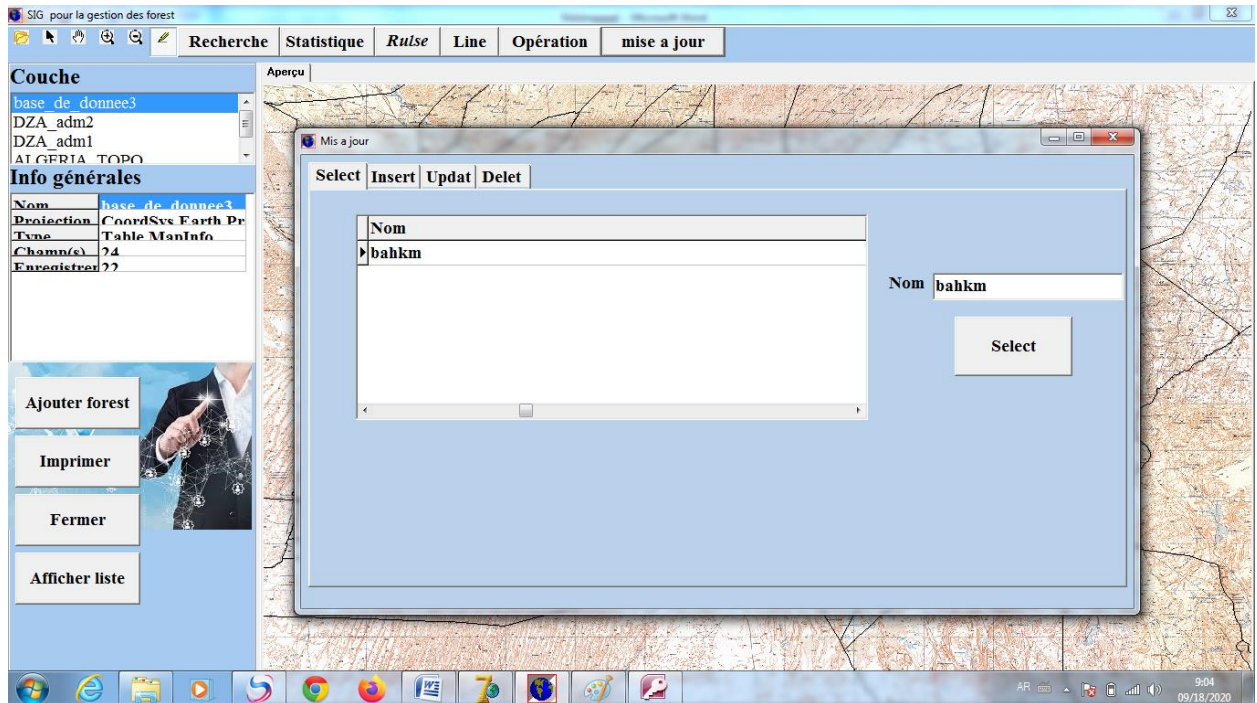 SIG pour la gestion des forest
Recherche Statistique Rulse Line Opération mise a jour
Couche
base_de_donnee3
DZA_adm2
DZA_adm1
ALGERIA_TOPO
Info générales
Nom base_de_donnee3
Projection CoordSys Earth Pr
Type Table MapInfo
Champ(s) 24
Enregistrer 22
Ajouter forest
Imprimer
Fermer
Afficher liste
Aperçu
Mis a jour
Select Insert Updat Delet
Nom
bahkm
Nom bahkm
Select
AR
9:04
09/18/2020